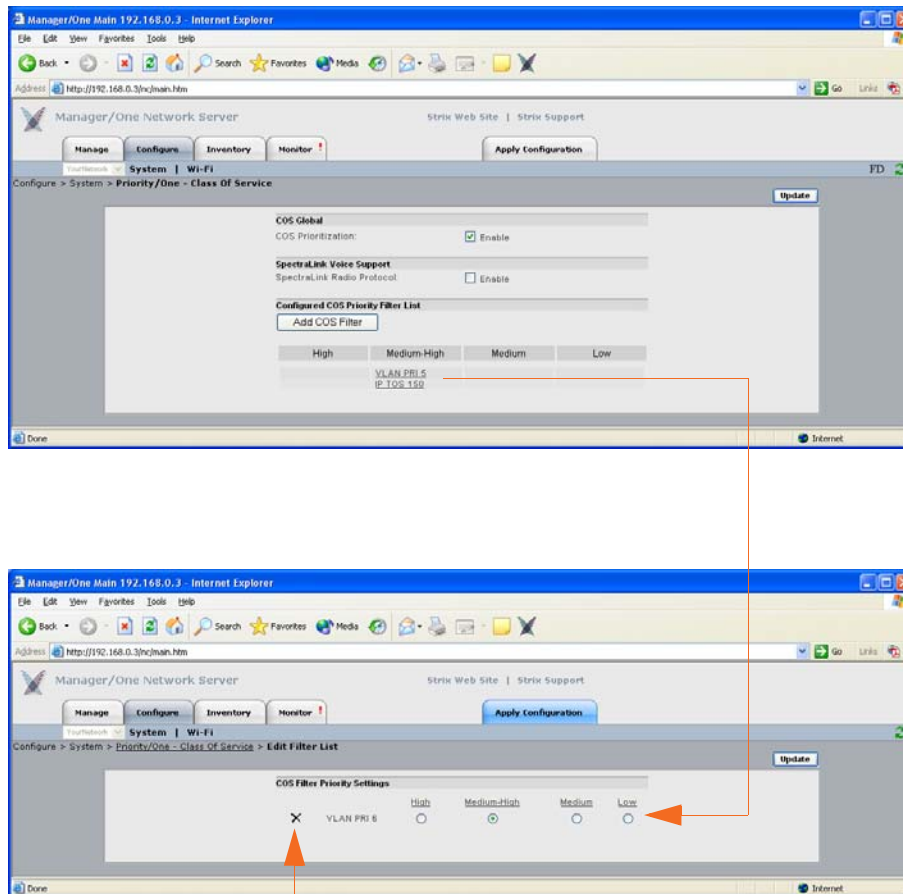 Manager/One Main 192.168.0.3 - Internet Explorer
File Edit View Favorites Tools Help
Back Search Favorites Media
Address http://192.168.0.3/nc/main.htm Go Links
Manager/One Network Server Strix Web Site | Strix Support
Manage Configure Inventory Monitor ! Apply Configuration
YourNetwork System | Wi-Fi FD
Configure > System > Priority/One - Class Of Service
Update
COS Global
COS Prioritization: Enable
SpectraLink Voice Support
SpectraLink Radio Protocol Enable
Configured COS Priority Filter List
Add COS Filter
High Medium-High Medium Low
VLAN PRI 5
IP TOS 150
Done Internet
Manager/One Main 192.168.0.3 - Internet Explorer
File Edit View Favorites Tools Help
Back Search Favorites Media
Address http://192.168.0.3/nc/main.htm Go Links
Manager/One Network Server Strix Web Site | Strix Support
Manage Configure Inventory Monitor ! Apply Configuration
YourNetwork System | Wi-Fi
Configure > System > Priority/One - Class Of Service > Edit Filter List
Update
COS Filter Priority Settings
High Medium-High Medium Low
VLAN PRI 6
Done Internet